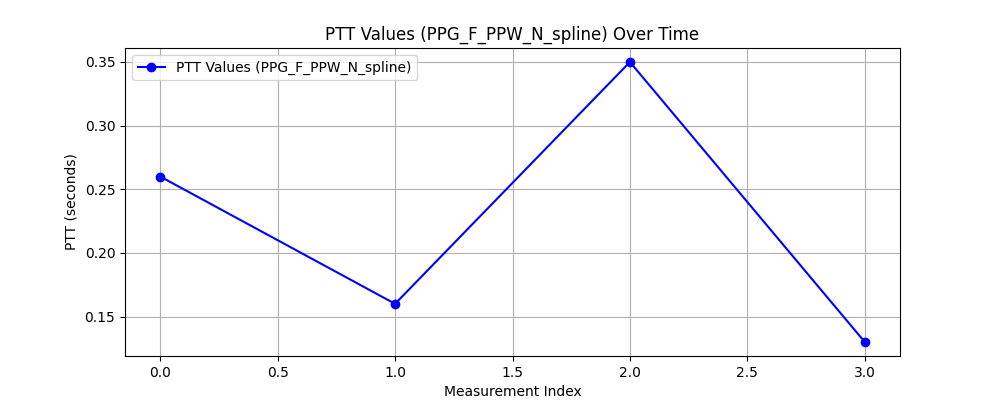 PTT Values (PPG_F_PPW_N_spline) Over Time
PTT Values (PPG_F_PPW_N_spline)
PTT (seconds)
0.35
0.30
0.25
0.20
0.15
0.0 0.5 1.0 1.5 2.0 2.5 3.0
Measurement Index